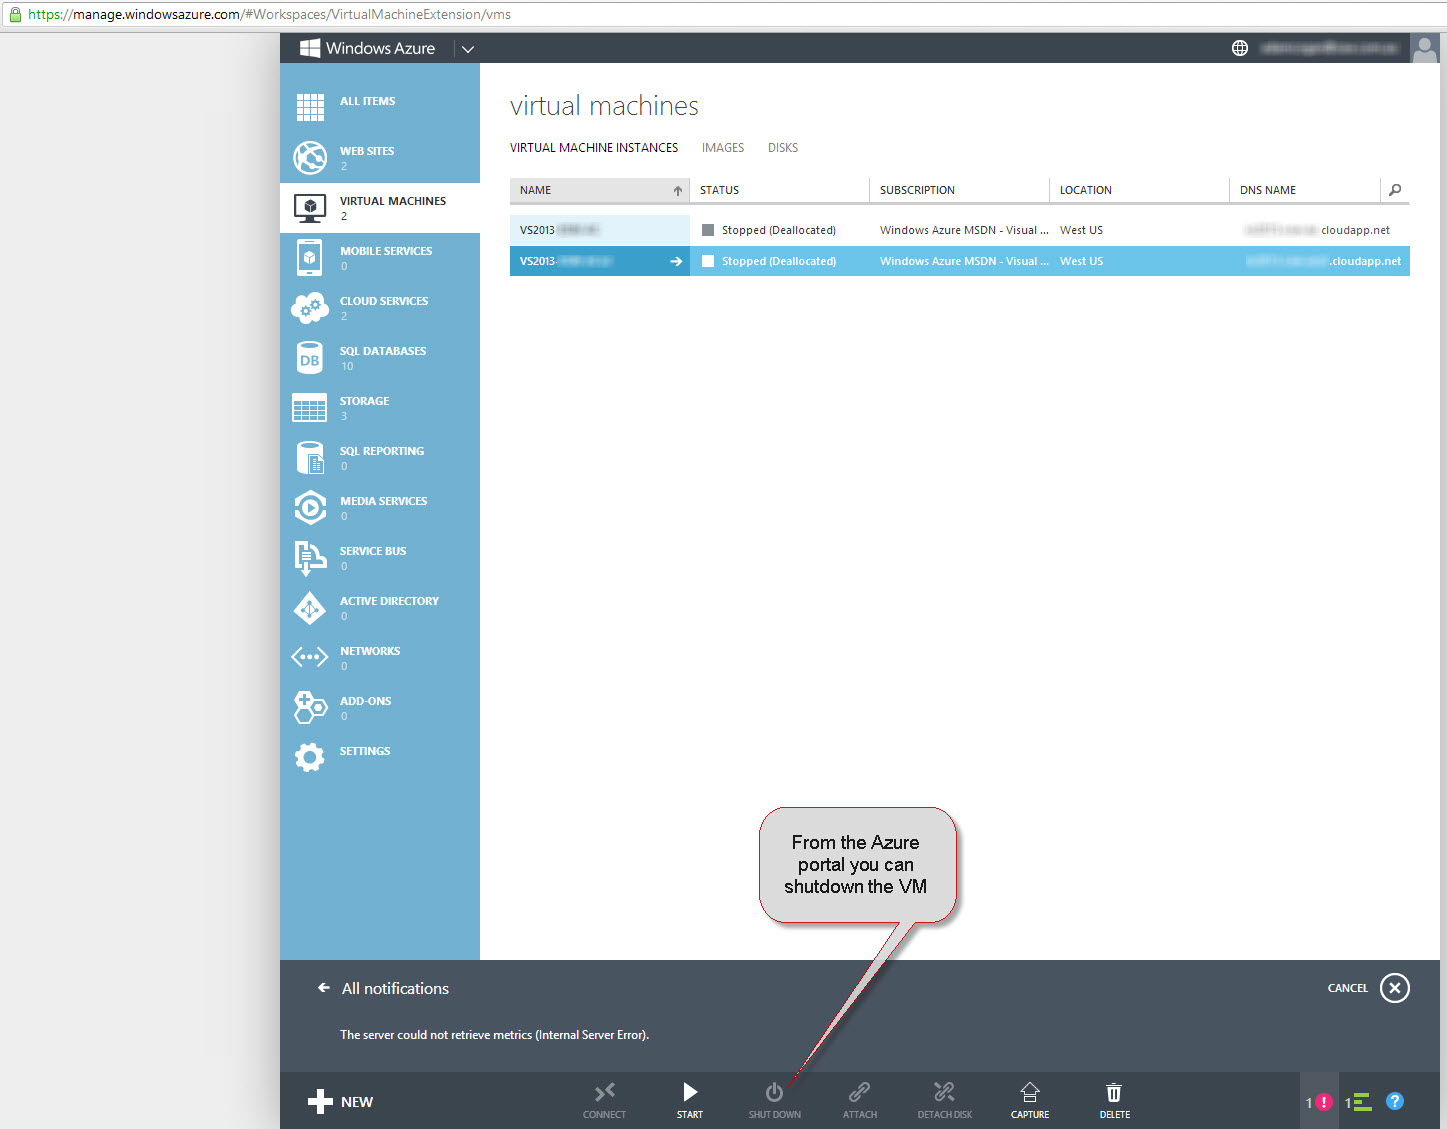 https://manage.windowsazure.com/#Workspaces/VirtualMachineExtension/vms
Windows Azure
ALL ITEMS
WEB SITES
2
VIRTUAL MACHINES
2
MOBILE SERVICES
0
CLOUD SERVICES
2
DB
SQL DATABASES
10
STORAGE
3
SQL REPORTING
0
MEDIA SERVICES
0
SERVICE BUS
0
ACTIVE DIRECTORY
0
NETWORKS
0
ADD-ONS
0
SETTINGS
virtual machines
VIRTUAL MACHINE INSTANCES IMAGES DISKS
NAME STATUS SUBSCRIPTION LOCATION DNS NAME
VS2013 Stopped (Deallocated) Windows Azure MSDN - Visual ... West US cloudapp.net
VS2013- Stopped (Deallocated) Windows Azure MSDN - Visual ... West US .cloudapp.net
From the Azure
portal you can
shutdown the VM
All notifications
CANCEL
The server could not retrieve metrics (Internal Server Error).
NEW
CONNECT
START
SHUT DOWN
ATTACH
DETACH DISK
CAPTURE
DELETE
1 !
1
?